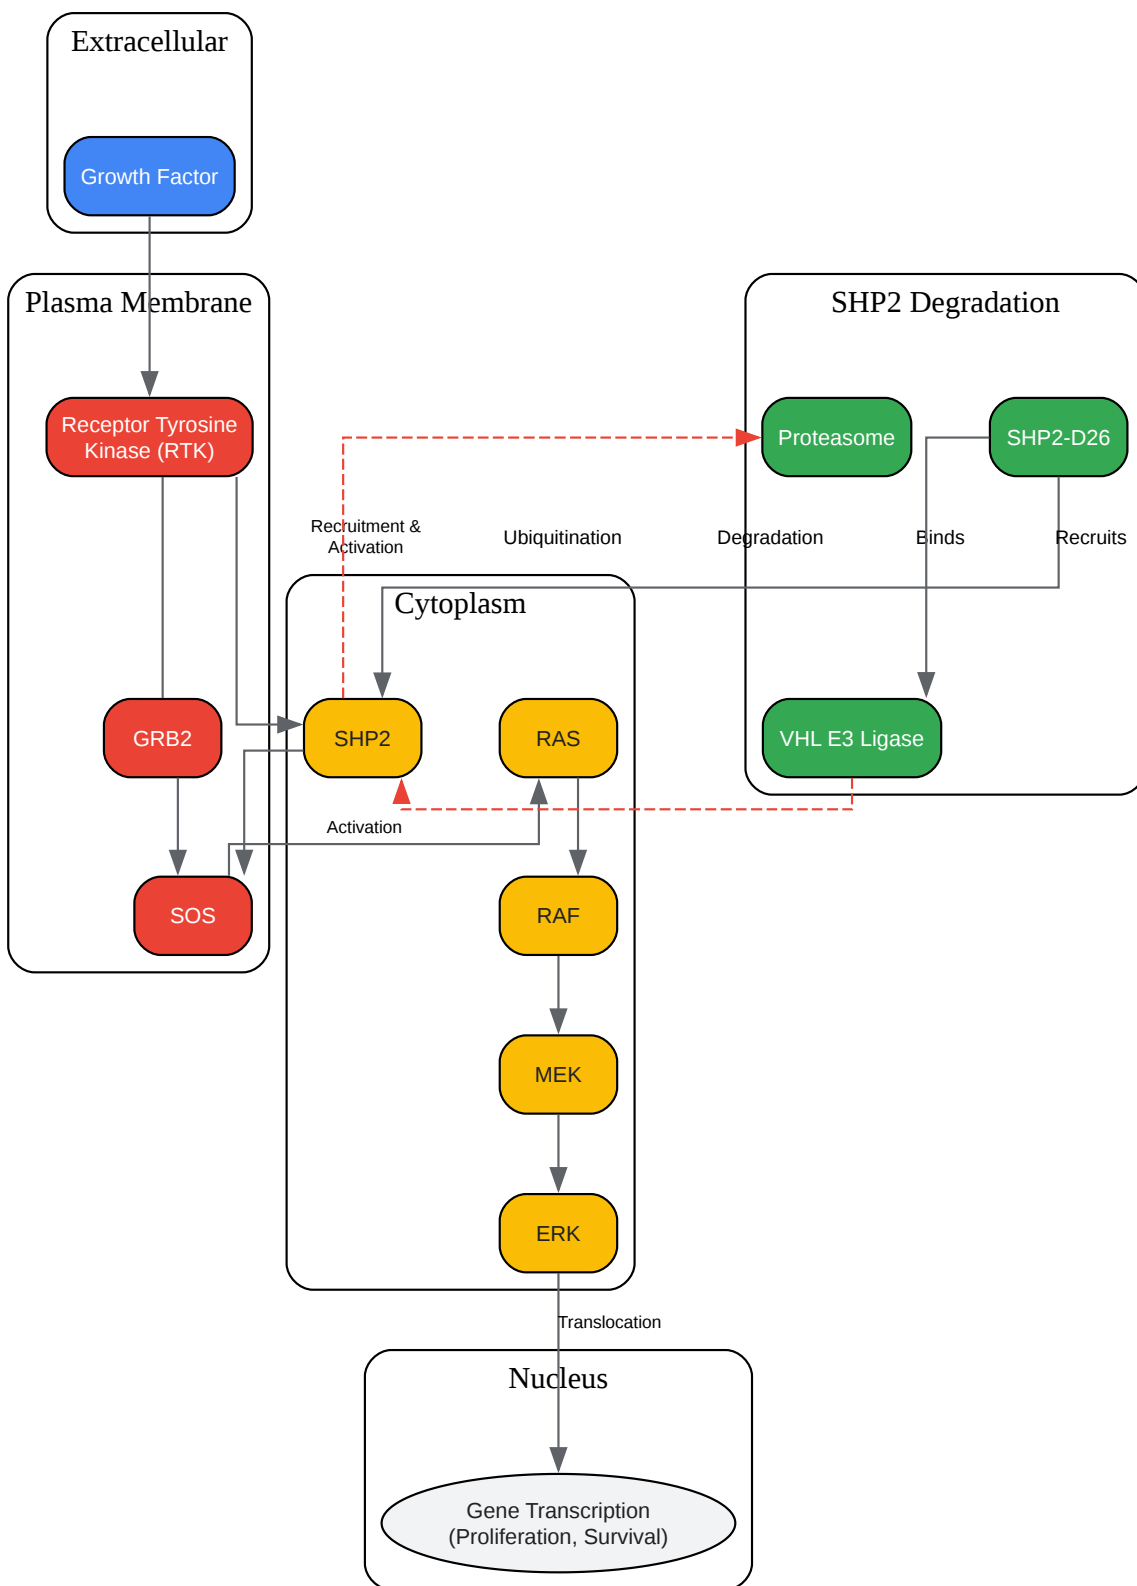 Extracellular
Growth Factor
Plasma Membrane
SHP2 Degradation
Receptor Tyrosine
Kinase (RTK)
Proteasome
SHP2-D26
Recruitment &
Activation
Ubiquitination
Degradation
Binds
Recruits
Cytoplasm
GRB2
SHP2
RAS
VHL E3 Ligase
Activation
SOS
RAF
MEK
ERK
Translocation
Nucleus
Gene Transcription
(Proliferation, Survival)